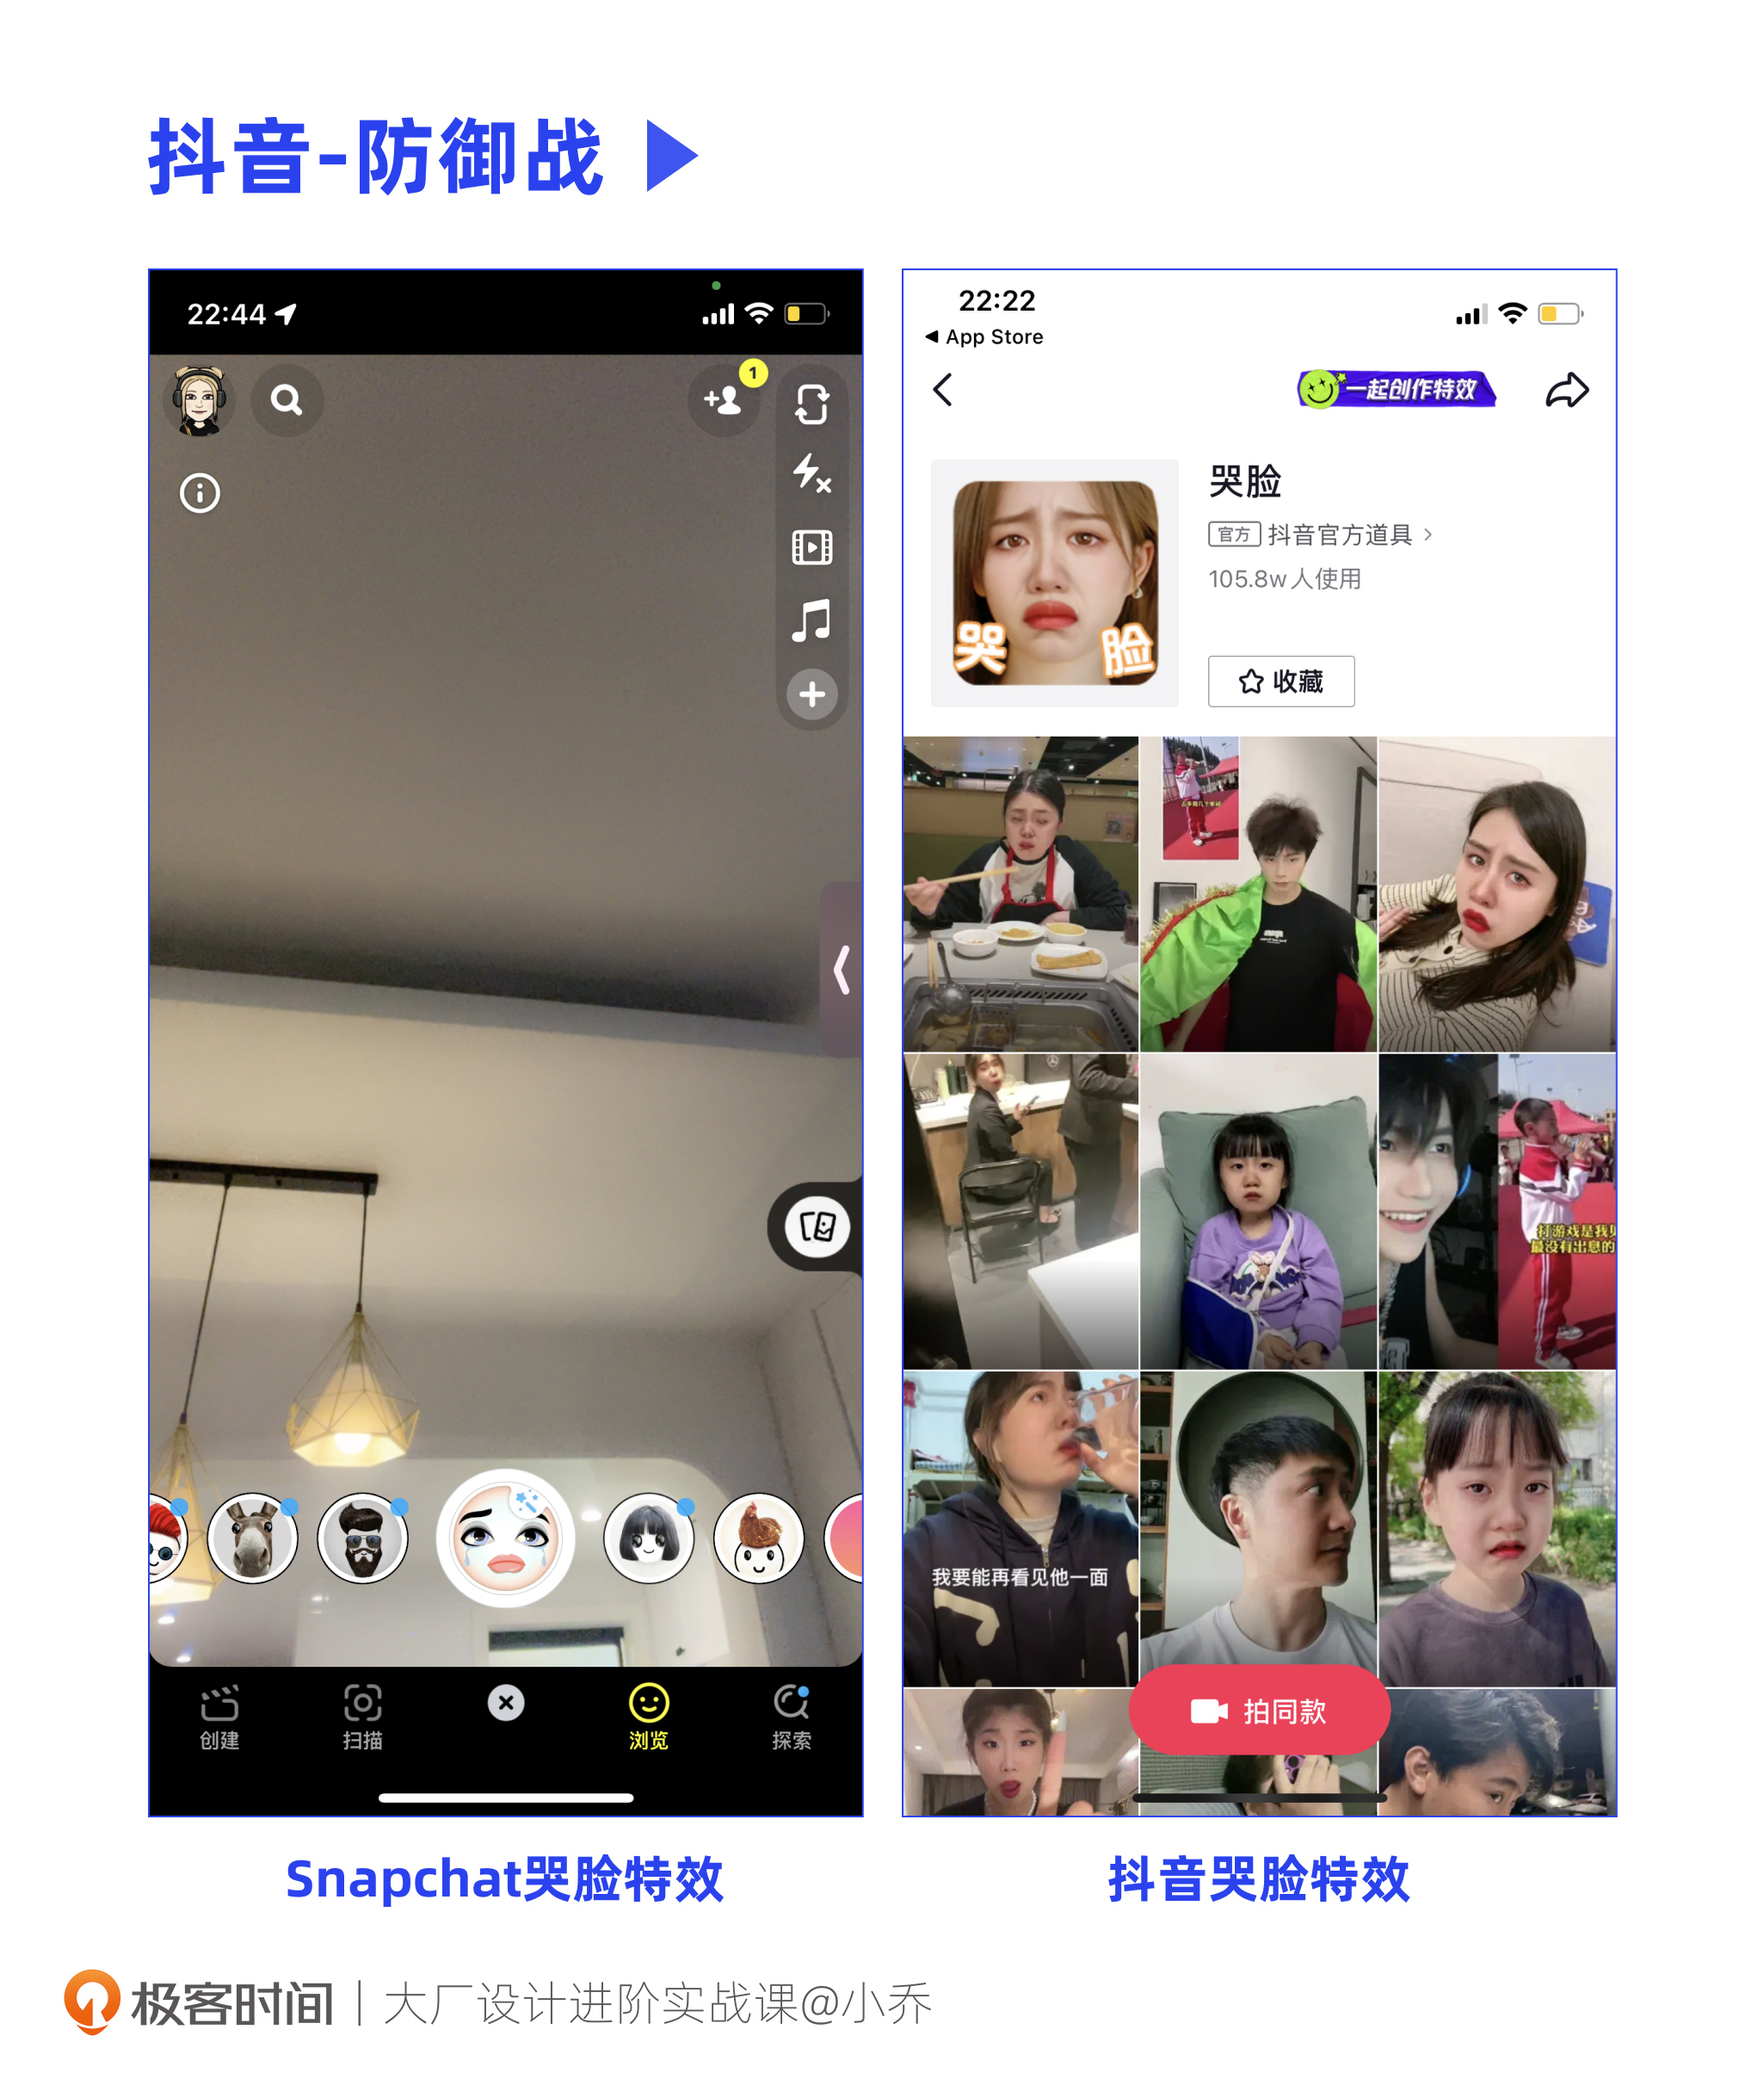 抖音-防御战
22:44
1
创建
扫描
浏览
探索
22:22
App Store
一起创作特效
哭脸
官方 抖音官方道具
105.8w人使用
哭 脸
收藏
打游戏是我
最没有出息的
我要能再看见他一面
拍同款
Snapchat哭脸特效
抖音哭脸特效
极客时间 | 大厂设计进阶实战课@小乔